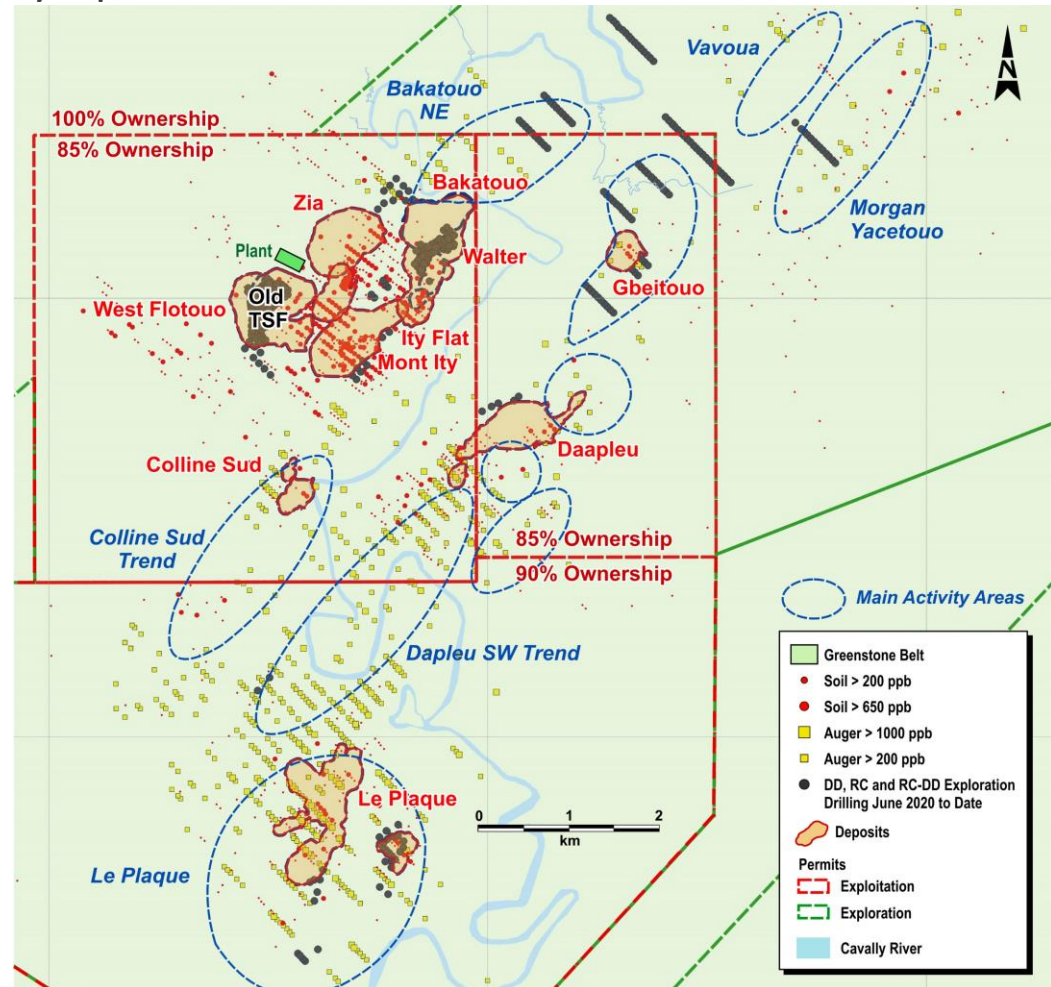 Vavoua
N
Bakatouo
NE
100% Ownership
85% Ownership
Bakatouo
Zia
Morgan
Yacetouo
Plant
Walter
Gbeitouo
Old
TSF
West Flotouo
Ity Flat
Mont Ity
Daapleu
Colline Sud
Colline Sud
Trend
85% Ownership
90% Ownership
Main Activity Areas
Dapleu SW Trend
Greenstone Belt
Soil > 200 ppb
Soil > 650 ppb
Auger > 1000 ppb
Auger > 200 ppb
DD, RC and RC-DD Exploration
Drilling June 2020 to Date
Deposits
Permits
Exploitation
Exploration
Cavally River
Le Plaque
0 1 2
km
Le Plaque